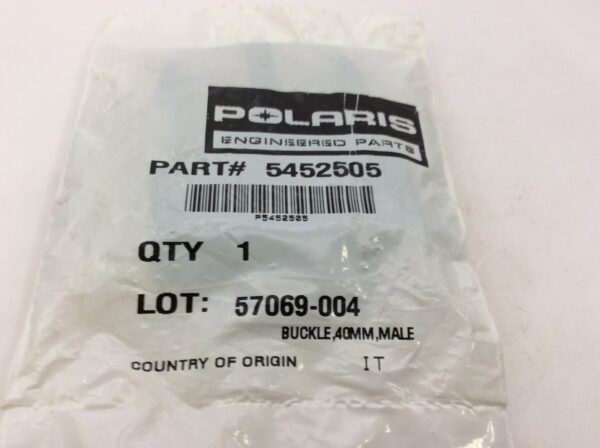 POLARIS
ENGINEERED PARTS
PART# 5452505
P5452505
QTY 1
LOT: 57069-004
BUCKLE,40MM,MALE
COUNTRY OF ORIGIN IT